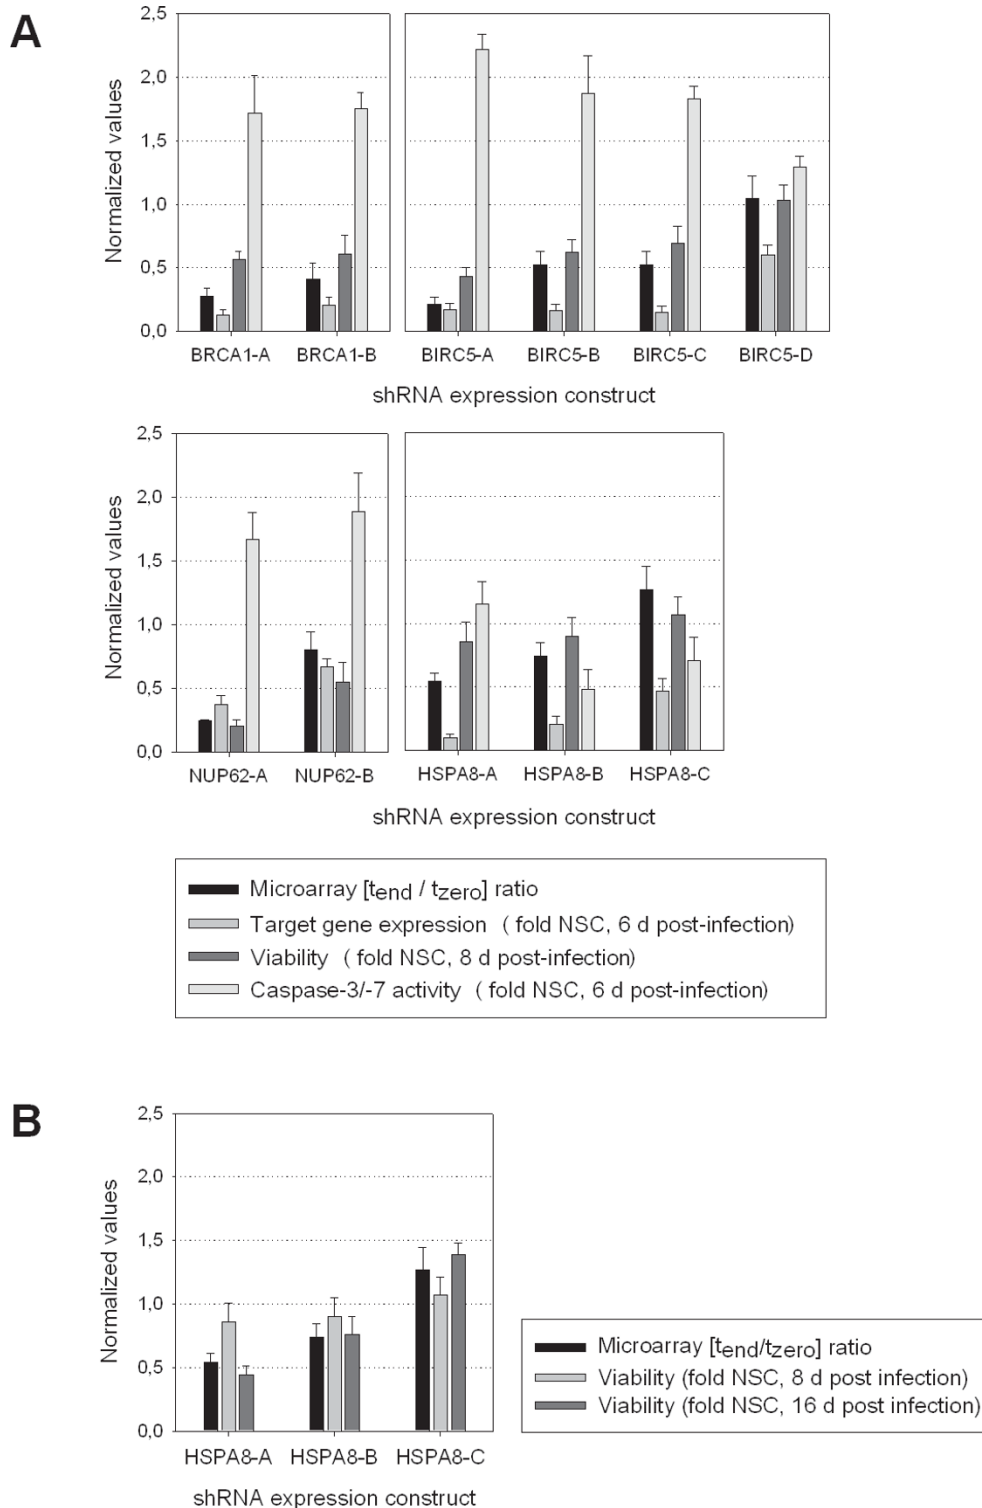 A
2,5
2,0
1,5
1,0
0,5
0,0
Normalized values
BRCA1-A BRCA1-B BIRC5-A BIRC5-B BIRC5-C BIRC5-D
shRNA expression construct
2,5
2,0
1,5
1,0
0,5
0,0
Normalized values
NUP62-A NUP62-B HSPA8-A HSPA8-B HSPA8-C
shRNA expression construct
Microarray [tend / tzero] ratio
Target gene expression ( fold NSC, 6 d post-infection)
Viability ( fold NSC, 8 d post-infection)
Caspase-3/-7 activity ( fold NSC, 6 d post-infection)
B
2,5
2,0
1,5
1,0
0,5
0,0
Normalized values
HSPA8-A HSPA8-B HSPA8-C
shRNA expression construct
Microarray [tend/tzero] ratio
Viability (fold NSC, 8 d post infection)
Viability (fold NSC, 16 d post infection)